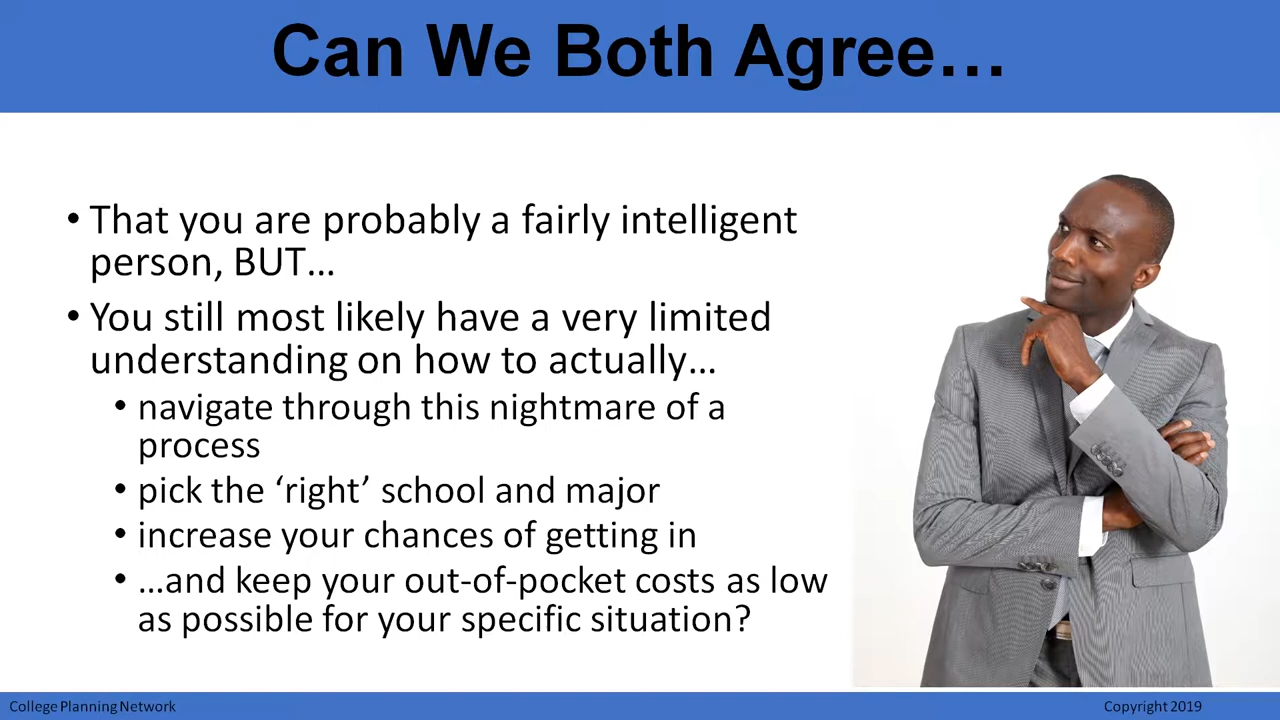 Can We Both Agree…
• That you are probably a fairly intelligent
person, BUT…
• You still most likely have a very limited
understanding on how to actually…
• navigate through this nightmare of a
process
• pick the ‘right’ school and major
• increase your chances of getting in
• …and keep your out-of-pocket costs as low
as possible for your specific situation?
College Planning Network
Copyright 2019